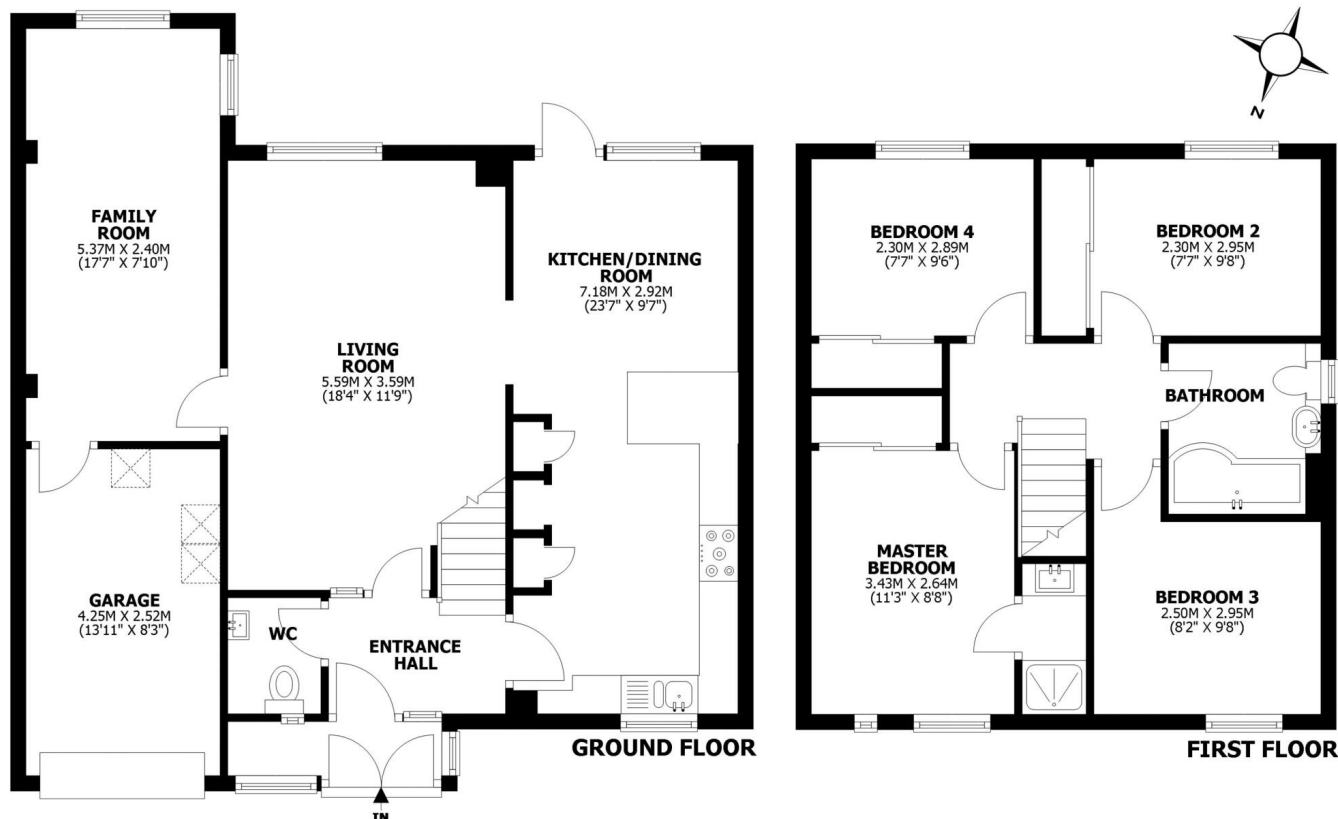 N
FAMILY
ROOM
5.37M X 2.40M
(17'7" X 7'10")
LIVING
ROOM
5.59M X 3.59M
(18'4" X 11'9")
KITCHEN/DINING
ROOM
7.18M X 2.92M
(23'7" X 9'7")
GARAGE
4.25M X 2.52M
(13'11" X 8'3")
WC
ENTRANCE
HALL
IN
GROUND FLOOR
BEDROOM 4
2.30M X 2.89M
(7'7" X 9'6")
BEDROOM 2
2.30M X 2.95M
(7'7" X 9'8")
BATHROOM
MASTER
BEDROOM
3.43M X 2.64M
(11'3" X 8'8")
BEDROOM 3
2.50M X 2.95M
(8'2" X 9'8")
FIRST FLOOR